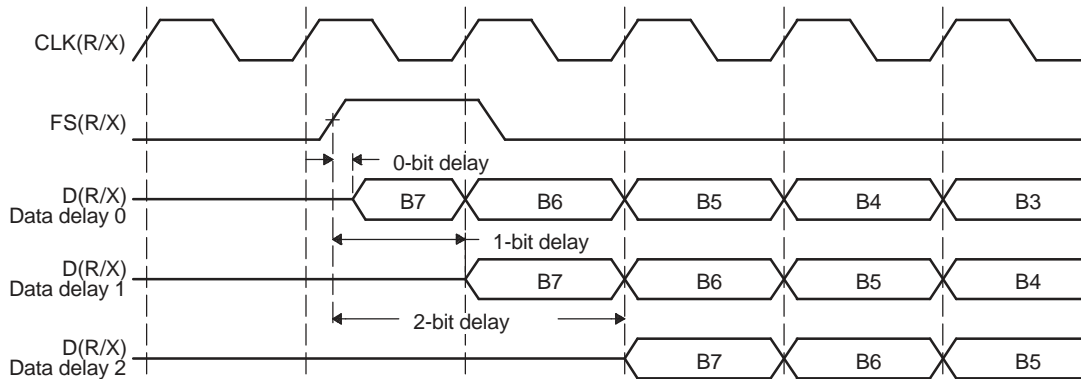 CLK(R/X)
FS(R/X)
0-bit delay
D(R/X)
Data delay 0
B7 B6 B5 B4 B3
1-bit delay
D(R/X)
Data delay 1
B7 B6 B5 B4
2-bit delay
D(R/X)
Data delay 2
B7 B6 B5